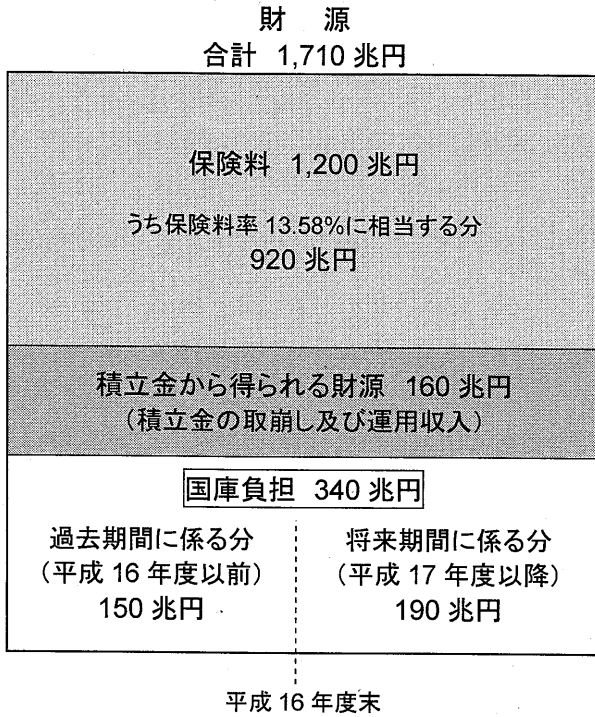 財 源
合計 1,710 兆円
保険料 1,200 兆円
うち保険料率 13.58%に相当する分
920 兆円
積立金から得られる財源 160 兆円
（積立金の取崩し及び運用収入）
国庫負担 340 兆円
過去期間に係る分
（平成 16 年度以前）
150 兆円
将来期間に係る分
（平成 17 年度以降）
190 兆円
平成 16 年度末